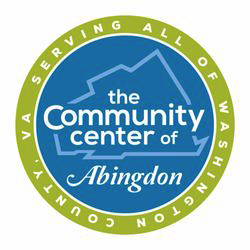 SERVING ALL OF WASHINGTON COUNTY, VA
the
Community
center of
Abingdon